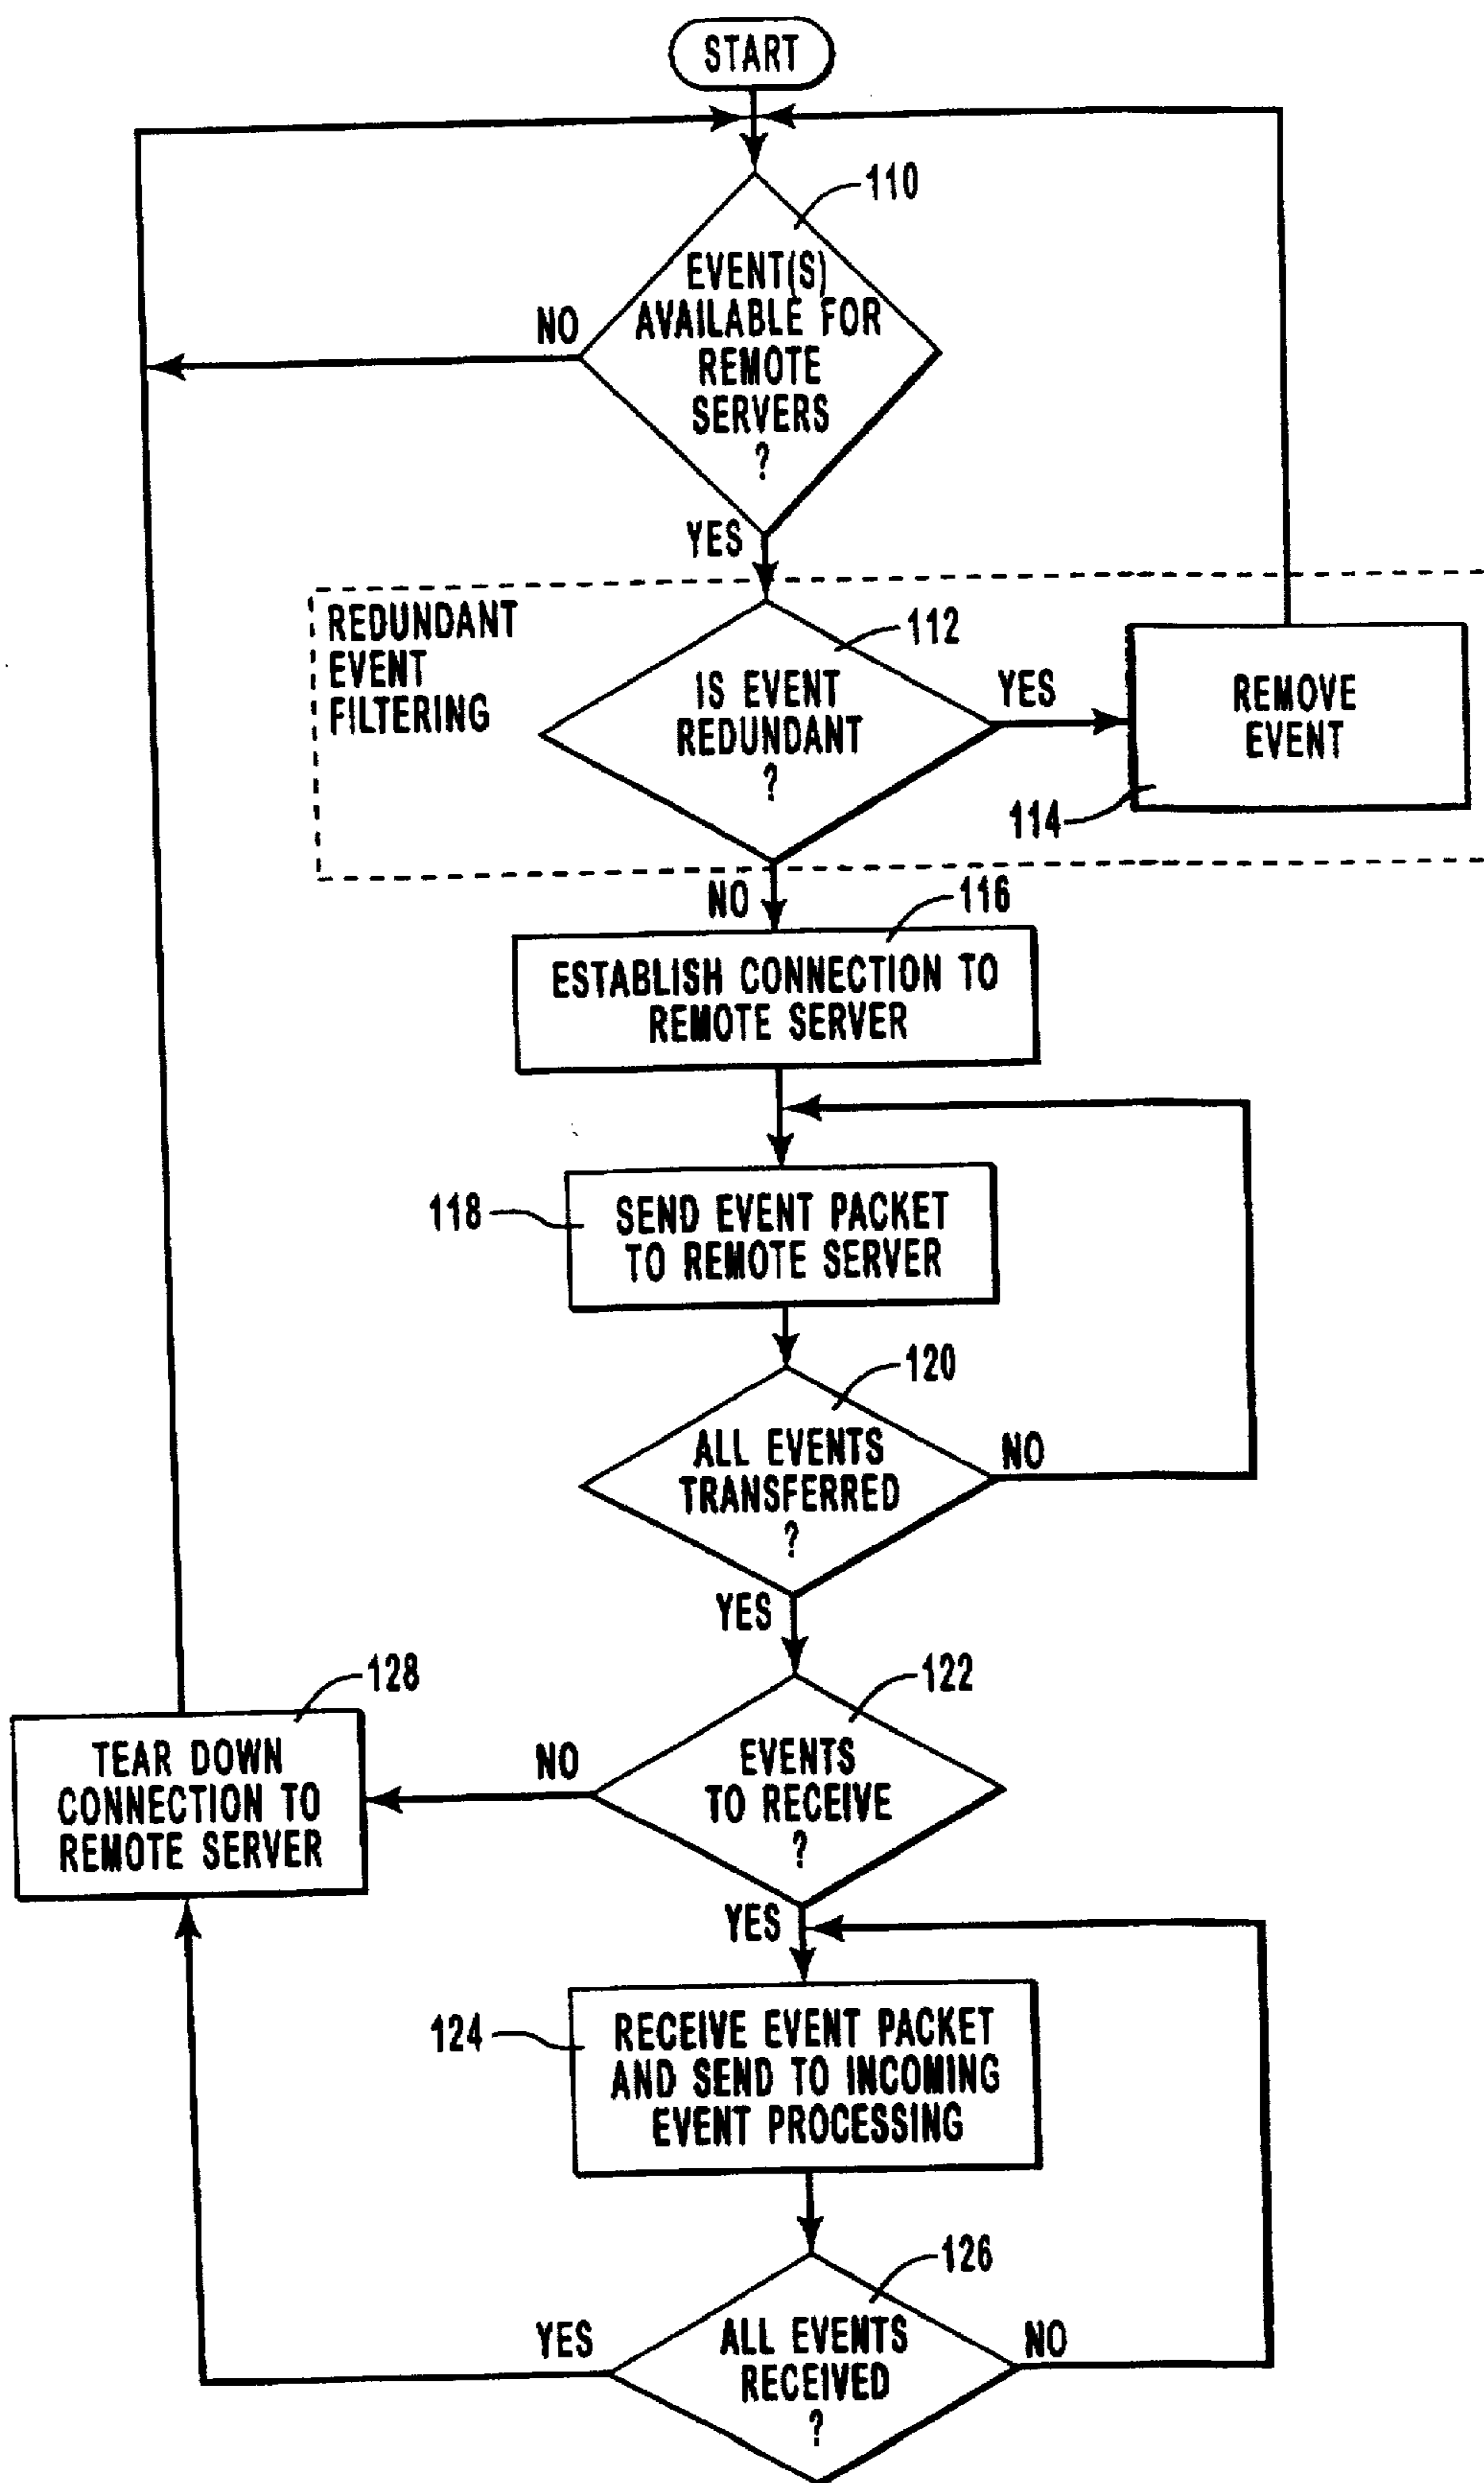 START
110
EVENT(S)
AVAILABLE FOR
REMOTE
SERVERS
?
NO
YES
REDUNDANT
EVENT
FILTERING
112
IS EVENT
REDUNDANT
?
YES
REMOVE
EVENT
114
NO
116
ESTABLISH CONNECTION TO
REMOTE SERVER
118
SEND EVENT PACKET
TO REMOTE SERVER
120
ALL EVENTS
TRANSFERRED
?
NO
YES
128
TEAR DOWN
CONNECTION TO
REMOTE SERVER
122
EVENTS
TO RECEIVE
?
NO
YES
124
RECEIVE EVENT PACKET
AND SEND TO INCOMING
EVENT PROCESSING
126
ALL EVENTS
RECEIVED
?
YES
NO